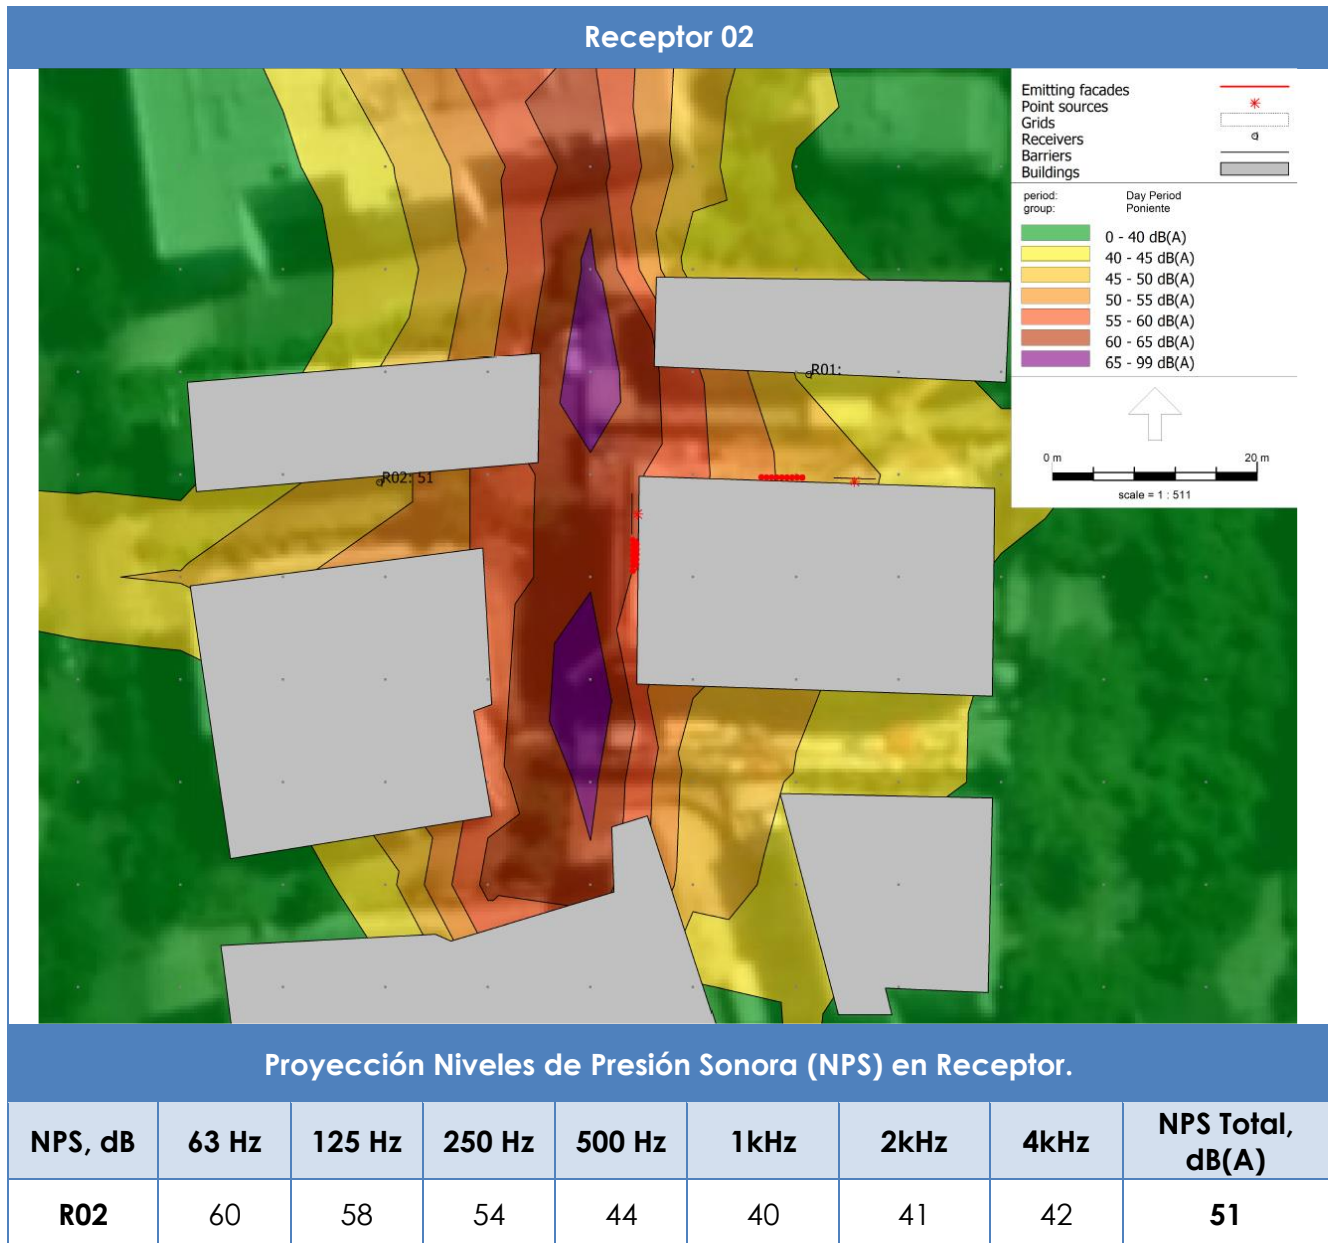 Receptor 02
Emitting facades
Point sources
Grids
Receivers
Barriers
Buildings
period: Day Period
group: Poniente
0 - 40 dB(A)
40 - 45 dB(A)
45 - 50 dB(A)
50 - 55 dB(A)
55 - 60 dB(A)
60 - 65 dB(A)
65 - 99 dB(A)
0 m 20 m
scale = 1 : 511
R01:
R02: 51
Proyección Niveles de Presión Sonora (NPS) en Receptor.
NPS, dB 63 Hz 125 Hz 250 Hz 500 Hz 1kHz 2kHz 4kHz NPS Total, dB(A)
R02 60 58 54 44 40 41 42 51